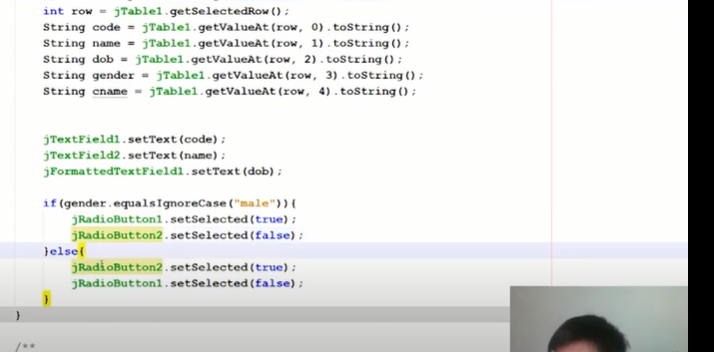 int row = jTable1.getSelectedRow();
String code = jTable1.getValueAt(row, 0).toString();
String name = jTable1.getValueAt(row, 1).toString();
String dob = jTable1.getValueAt(row, 2).toString();
String gender = jTable1.getValueAt(row, 3).toString();
String cname = jTable1.getValueAt(row, 4).toString();
jTextField1.setText(code);
jTextField2.setText(name);
jFormattedTextField1.setText(dob);
if(gender.equalsIgnoreCase("male")){
jRadioButton1.setSelected(true);
jRadioButton2.setSelected(false);
}else{
jRadioButton2.setSelected(true);
jRadioButton1.setSelected(false);
}
}
/**